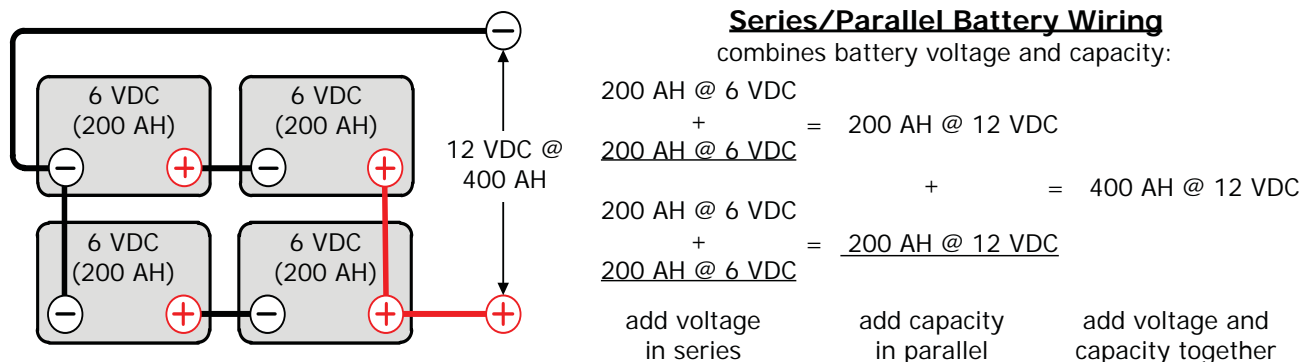 −
6 VDC
(200 AH)
− +
6 VDC
(200 AH)
− +
6 VDC
(200 AH)
− +
6 VDC
(200 AH)
− +
12 VDC @
400 AH
+
Series/Parallel Battery Wiring
combines battery voltage and capacity:
200 AH @ 6 VDC
+ = 200 AH @ 12 VDC
200 AH @ 6 VDC
+ = 400 AH @ 12 VDC
200 AH @ 6 VDC
+ = 200 AH @ 12 VDC
200 AH @ 6 VDC
add voltage
in series
add capacity
in parallel
add voltage and
capacity together